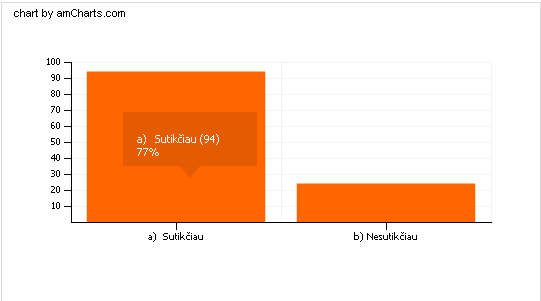 chart by amCharts.com
100
90
80
70
60
50
40
30
20
10
a) Sutikčiau (94)
77%
a) Sutikčiau
b) Nesutikčiau